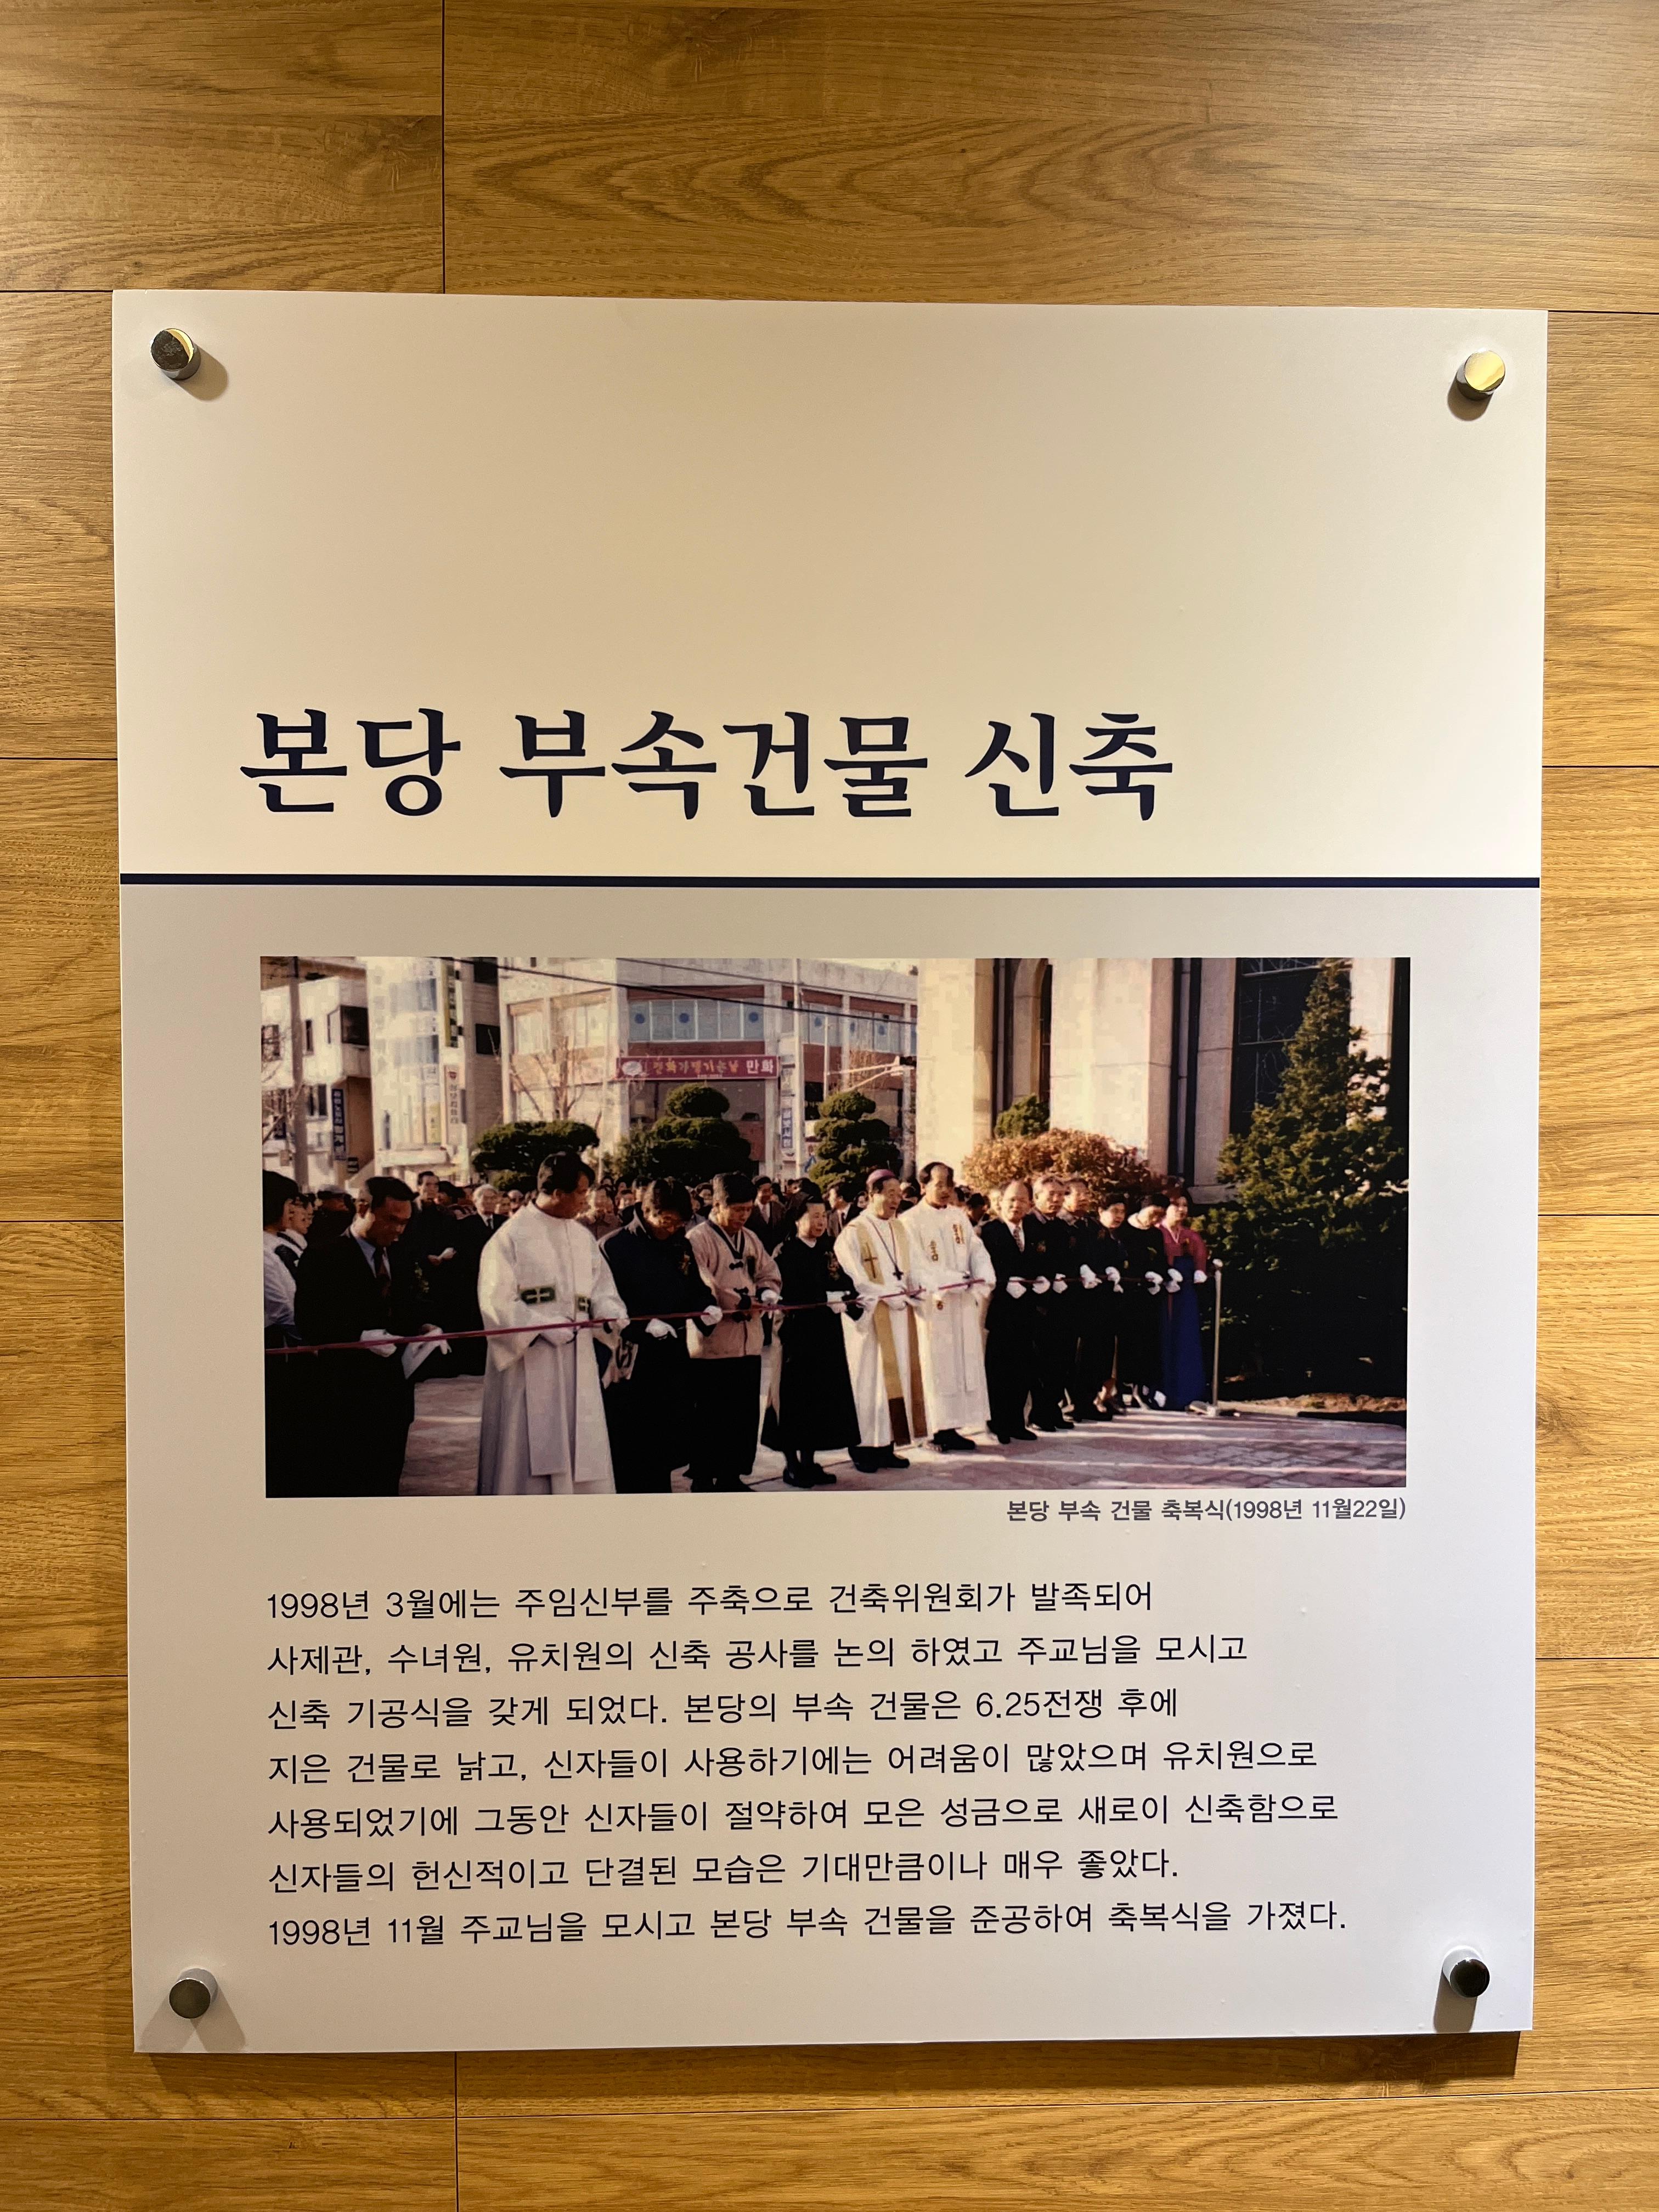 본당 부속건물 신축
만화
본당 부속 건물 축복식(1998년 11월22일)
1998년 3월에는 주임신부를 주축으로 건축위원회가 발족되어
사제관, 수녀원, 유치원의 신축 공사를 논의 하였고 주교님을 모시고
신축 기공식을 갖게 되었다. 본당의 부속 건물은 6.25전쟁 후에
지은 건물로 낡고, 신자들이 사용하기에는 어려움이 많았으며 유치원으로
사용되었기에 그동안 신자들이 절약하여 모은 성금으로 새로이 신축함으로
신자들의 헌신적이고 단결된 모습은 기대만큼이나 매우 좋았다.
1998년 11월 주교님을 모시고 본당 부속 건물을 준공하여 축복식을 가졌다.